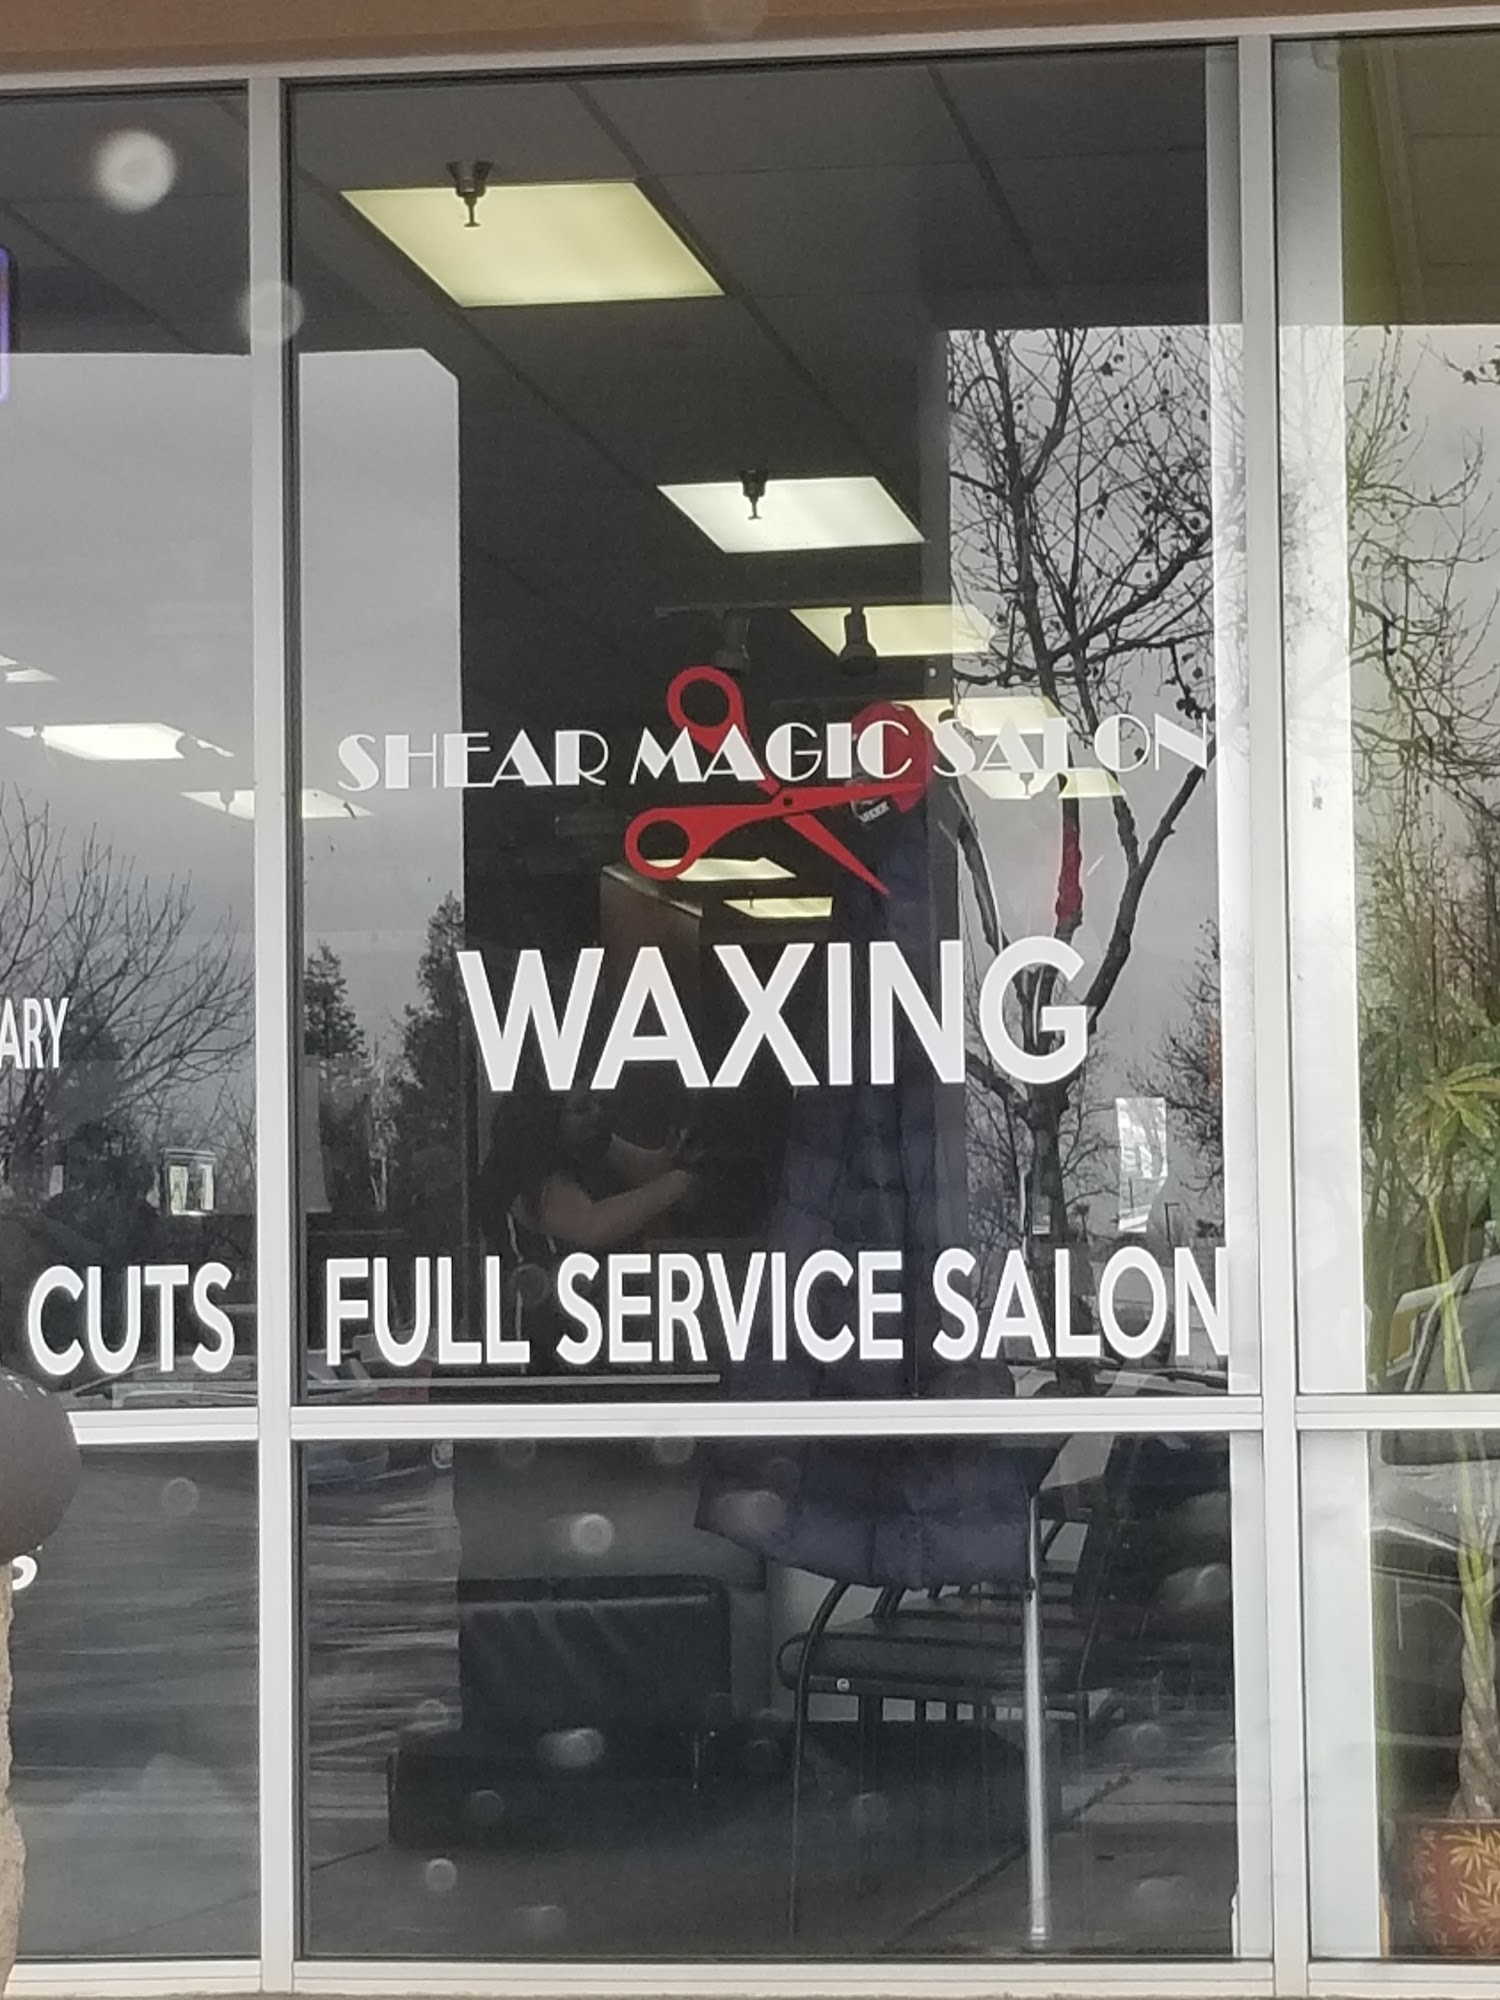 SHEAR MAGIC SALON
WAXING
ARY
CUTS FULL SERVICE SALON